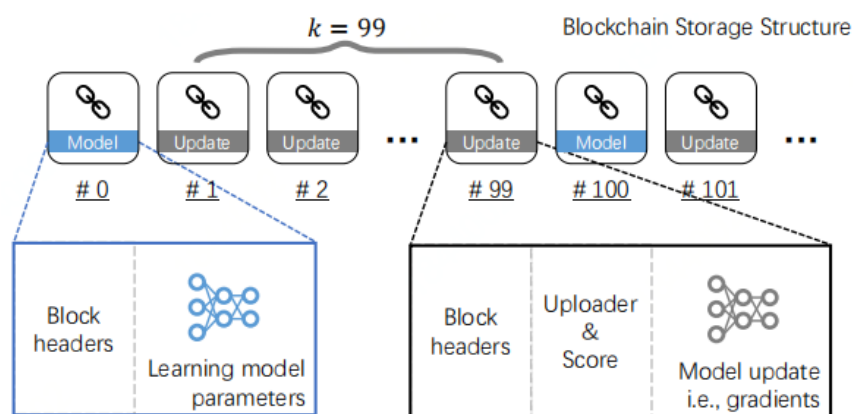 k = 99
Blockchain Storage Structure
Model
Update
Update
...
Update
Model
Update
...
# 0
# 1
# 2
# 99
# 100
# 101
Block
headers
Learning model
parameters
Block
headers
Uploader
&
Score
Model update
i.e., gradients